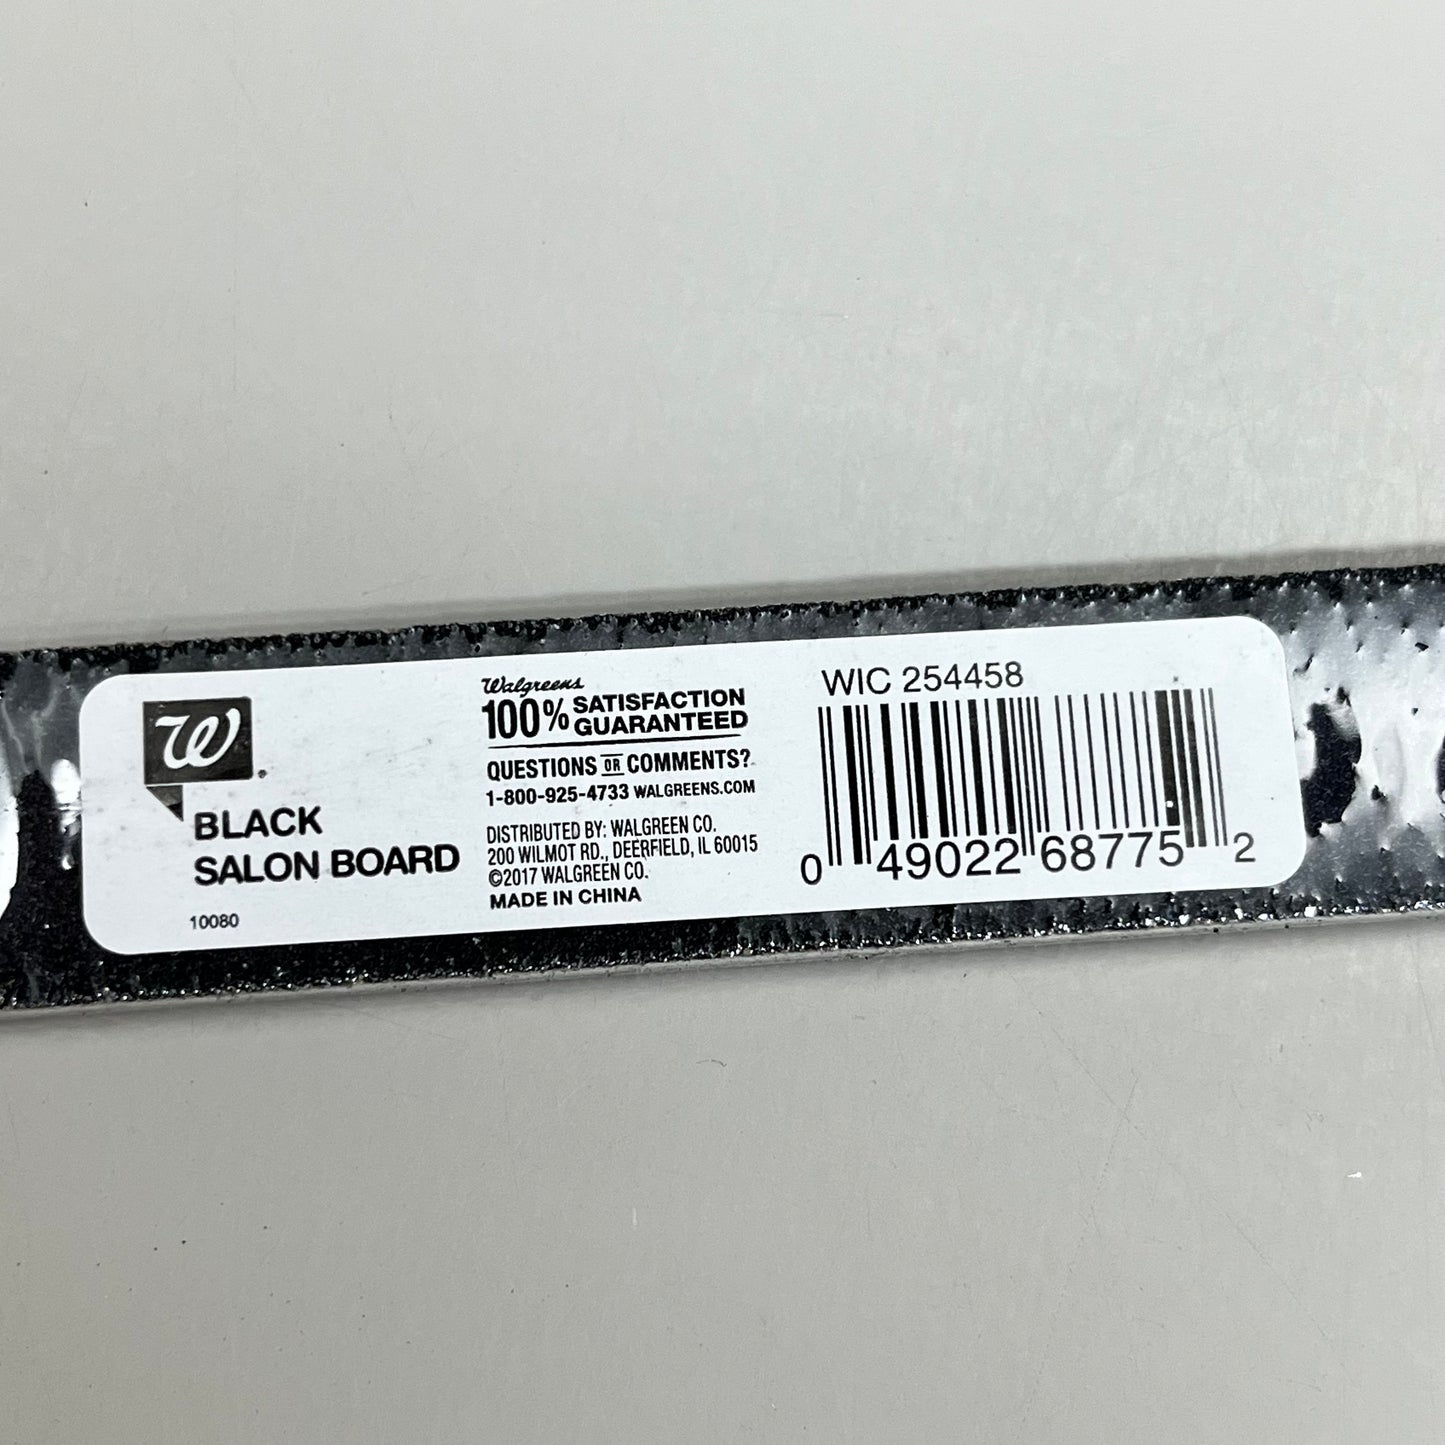 W
BLACK
SALON BOARD
10080
Walgreens
100% SATISFACTION
GUARANTEED
QUESTIONS OR COMMENTS?
1-800-925-4733 WALGREENS.COM
DISTRIBUTED BY: WALGREEN CO.
200 WILMOT RD., DEERFIELD, IL 60015
©2017 WALGREEN CO.
MADE IN CHINA
WIC 254458
0 49022 68775 2